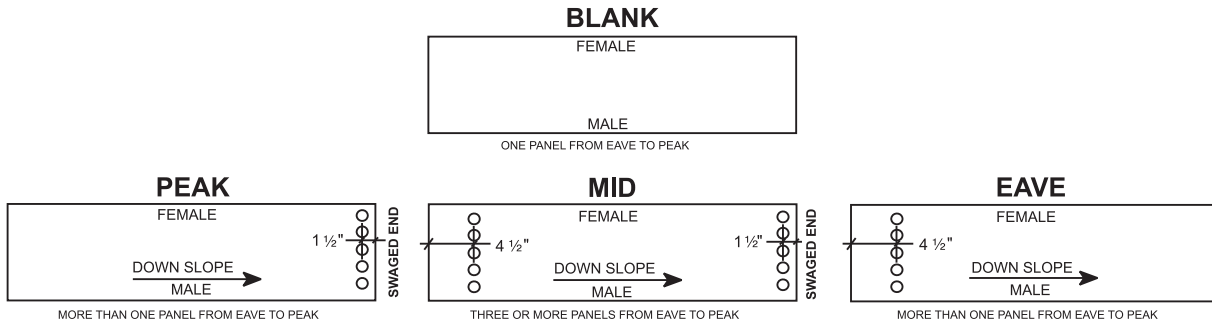 BLANK
FEMALE
MALE
ONE PANEL FROM EAVE TO PEAK
PEAK
FEMALE
1 ½"
DOWN SLOPE
MALE
SWAGED END
MORE THAN ONE PANEL FROM EAVE TO PEAK
MID
FEMALE
4 ½"
1 ½"
DOWN SLOPE
MALE
SWAGED END
THREE OR MORE PANELS FROM EAVE TO PEAK
EAVE
FEMALE
4 ½"
DOWN SLOPE
MALE
MORE THAN ONE PANEL FROM EAVE TO PEAK